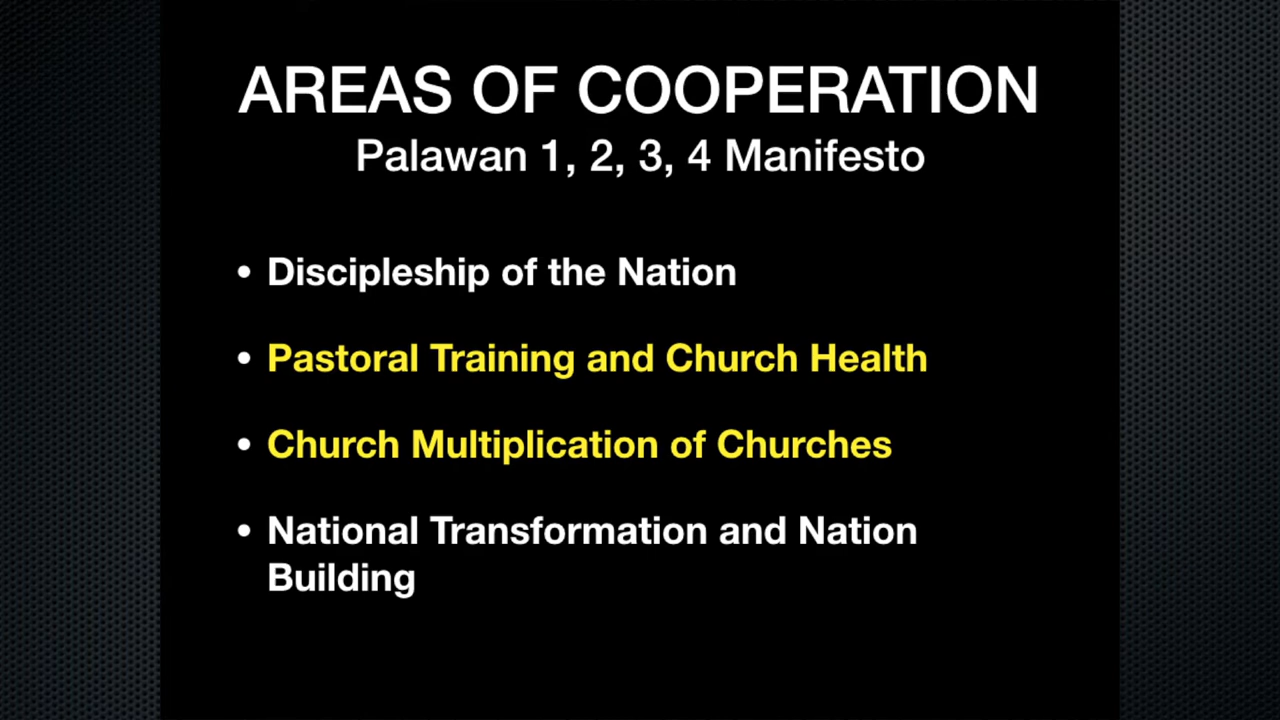 AREAS OF COOPERATION
Palawan 1, 2, 3, 4 Manifesto
• Discipleship of the Nation
• Pastoral Training and Church Health
• Church Multiplication of Churches
• National Transformation and Nation
Building